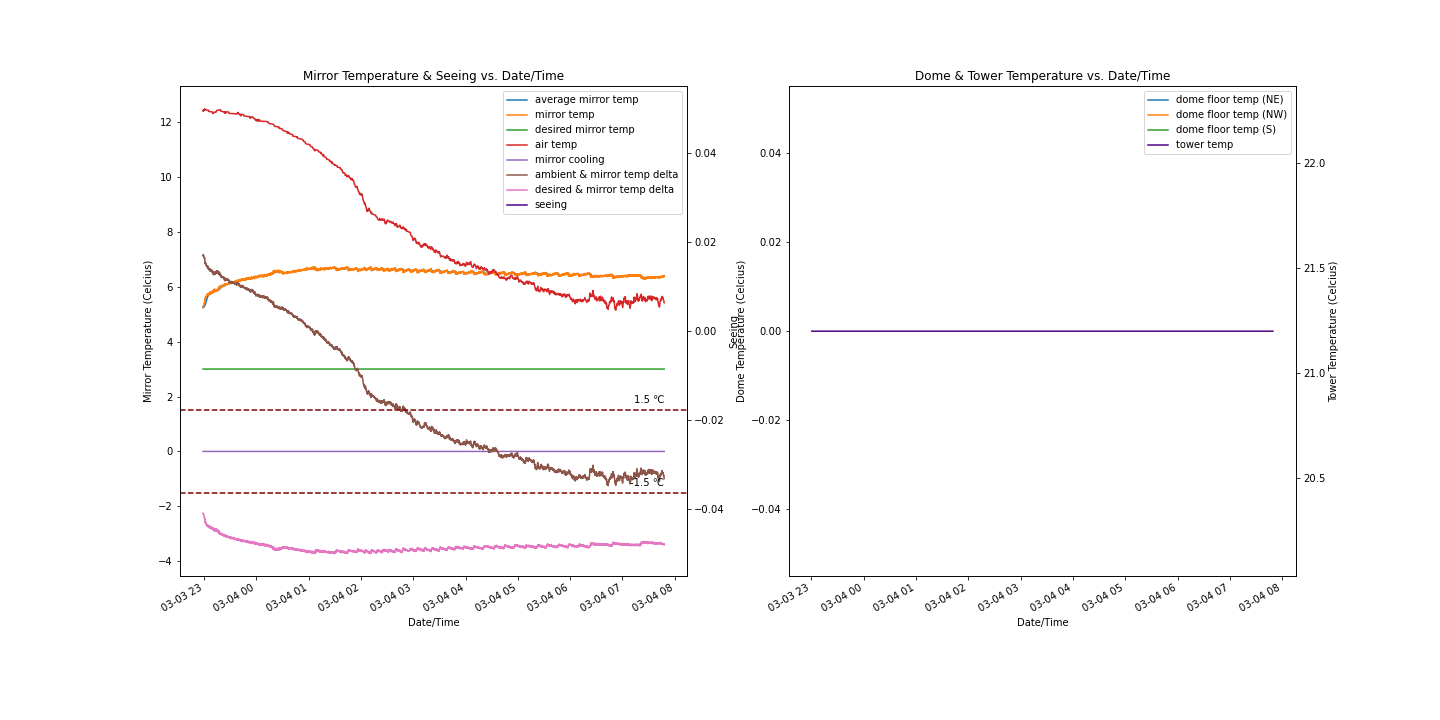 Mirror Temperature & Seeing vs. Date/Time
Mirror Temperature (Celcius)
12
10
8
6
4
2
0
−2
−4
average mirror temp
mirror temp
desired mirror temp
air temp
mirror cooling
ambient & mirror temp delta
desired & mirror temp delta
seeing
1.5 ℃
-1.5 ℃
0.04
0.02
0.00
−0.02
−0.04
Seeing
03-03 23
03-04 00
03-04 01
03-04 02
03-04 03
03-04 04
03-04 05
03-04 06
03-04 07
03-04 08
Date/Time
Dome & Tower Temperature vs. Date/Time
Dome Temperature (Celcius)
0.04
0.02
0.00
−0.02
−0.04
dome floor temp (NE)
dome floor temp (NW)
dome floor temp (S)
tower temp
22.0
21.5
21.0
20.5
Tower Temperature (Celcius)
03-03 23
03-04 00
03-04 01
03-04 02
03-04 03
03-04 04
03-04 05
03-04 06
03-04 07
03-04 08
Date/Time